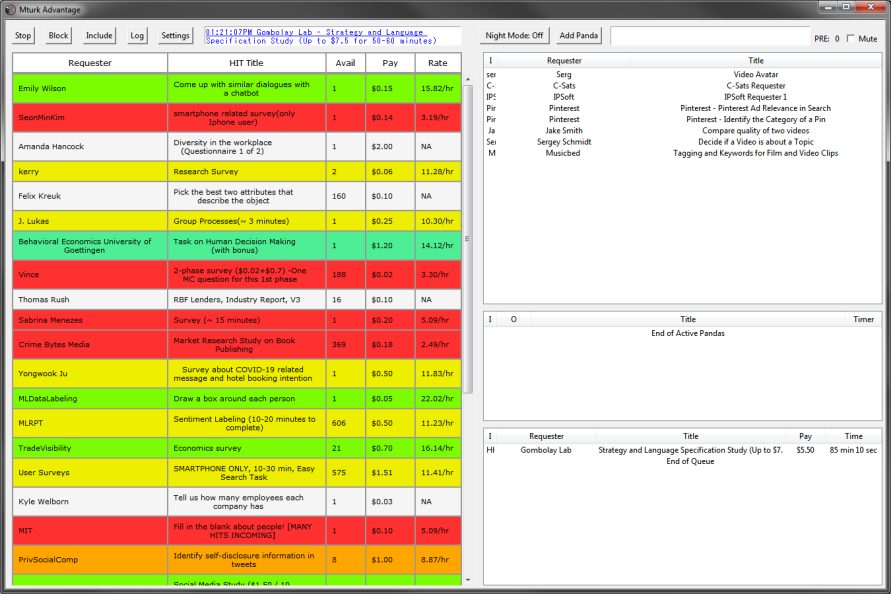 Mturk Advantage
Stop Block Include Log Settings 01:21:07PM Gombolay Lab - Strategy and Language
Specification Study (Up to $7.5 for 50-60 minutes)
Night Mode: Off Add Panda PRE: 0 Mute
Requester HIT Title Avail Pay Rate
Emily Wilson Come up with similar dialogues with
a chatbot 1 $0.15 15.82/hr
SeonMinKim smartphone related survey(only
Iphone user) 1 $0.14 3.19/hr
Amanda Hancock Diversity in the workplace
(Questionnaire 1 of 2) 1 $2.00 NA
kerry Research Survey 2 $0.06 11.28/hr
Felix Kreuk Pick the best two attributes that
describe the object 160 $0.10 NA
J. Lukas Group Processes(~ 3 minutes) 1 $0.25 10.30/hr
Behavioral Economics University of
Goettingen Task on Human Decision Making
(with bonus) 1 $1.20 14.12/hr
Vince 2-phase survey ($0.02+$0.7) -One
MC question for this 1st phase 188 $0.02 3.30/hr
Thomas Rush RBF Lenders, Industry Report, V3 16 $0.10 NA
Sabrina Menezes Survey (~ 15 minutes) 1 $0.20 5.09/hr
Crime Bytes Media Market Research Study on Book
Publishing 369 $0.18 2.49/hr
Yongwook Ju Survey about COVID-19 related
message and hotel booking intention 1 $0.50 11.83/hr
MLDataLabeling Draw a box around each person 1 $0.05 22.02/hr
MLRPT Sentiment Labeling (10-20 minutes to
complete) 606 $0.50 11.23/hr
TradeVisibility Economics survey 21 $0.70 16.14/hr
User Surveys SMARTPHONE ONLY, 10-30 min, Easy
Search Task 575 $1.51 11.41/hr
Kyle Welborn Tell us how many employees each
company has 1 $0.03 NA
MIT Fill in the blank about people! [MANY
HITS INCOMING] 1 $0.10 5.09/hr
PrivSocialComp Identify self-disclosure information in
tweets 8 $1.00 8.87/hr
Social Media Study ($1.50 / 10
I Requester Title
ser Serg Video Avatar
C-: C-Sats C-Sats Requester
IPS IPSoft IPSoft Requester1
Pir Pinterest Pinterest - Pinterest Ad Relevance in Search
Pir Pinterest Pinterest - Identify the Category of a Pin
Ja Jake Smith Compare quality of two videos
Ser Sergey Schmidt Decide if a Video is about a Topic
M Musicbed Tagging and Keywords for Film and Video Clips
I O Title Timer
End of Active Pandas
I Requester Title Pay Time
Gombolay Lab Strategy and Language Specification Study (Up to $7. $5.50 85 min 10 sec
End of Queue